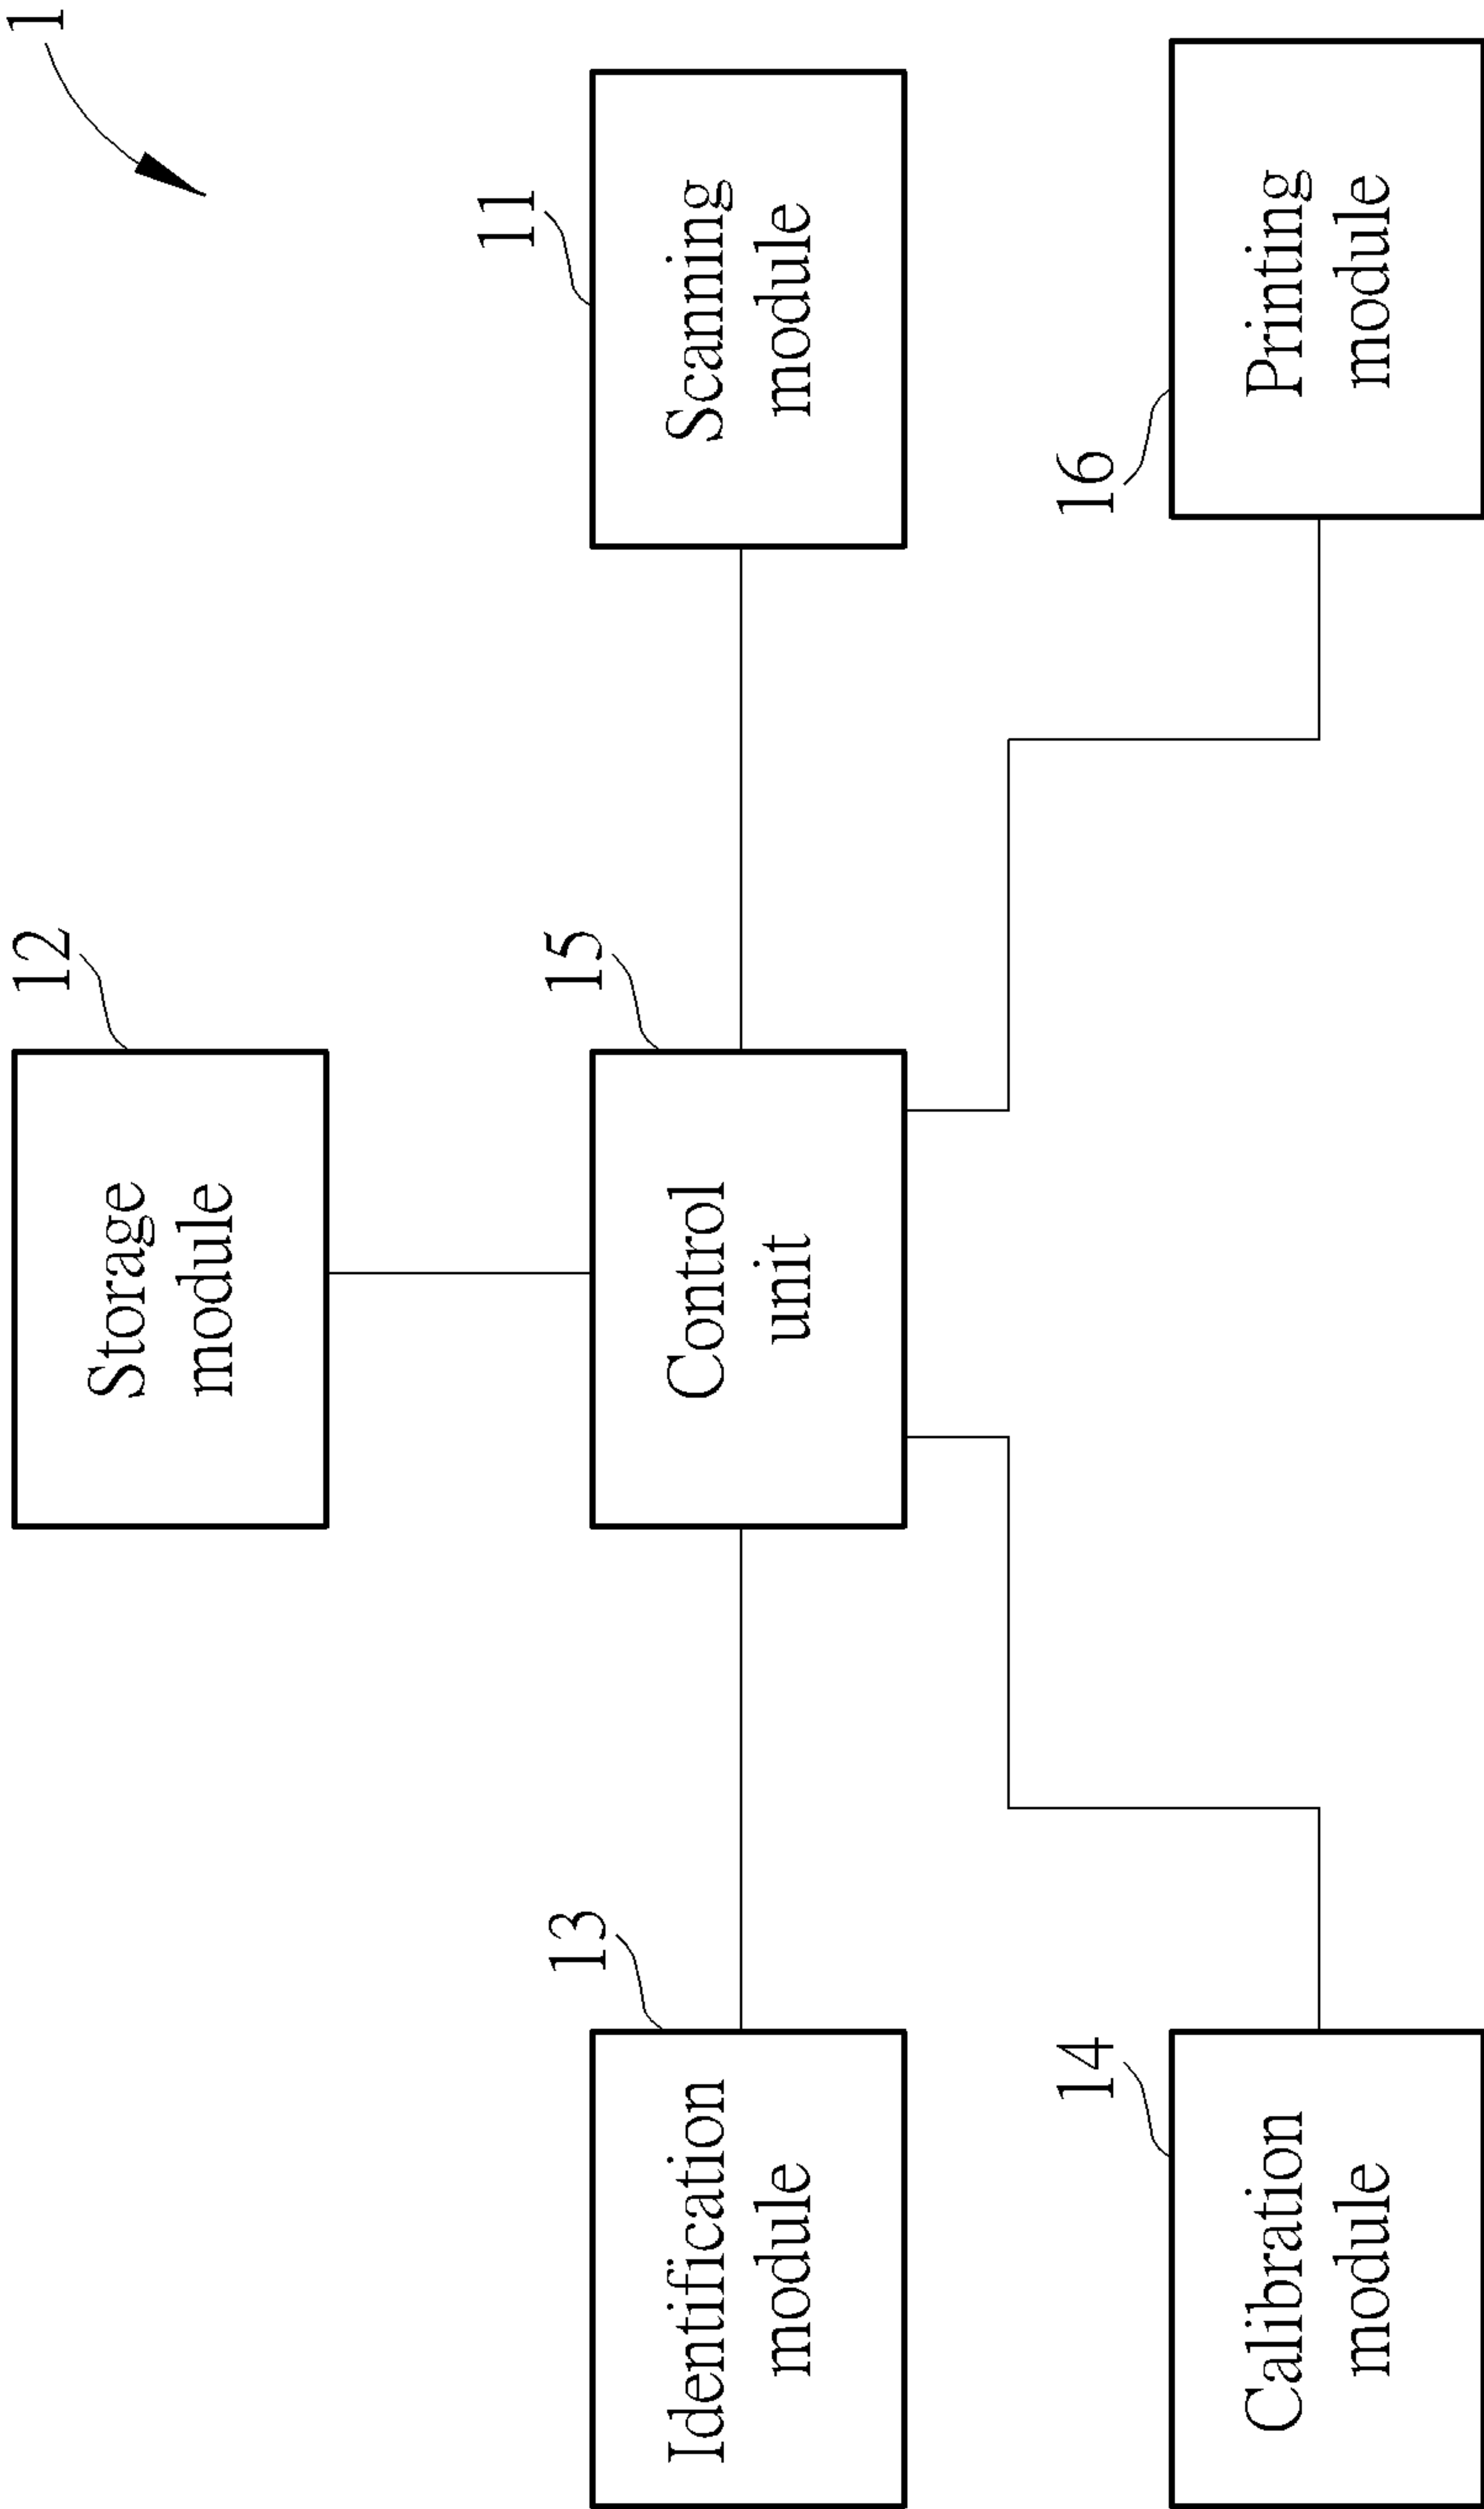 12
1
Storage
module
13
15
11
Identification
module
Control
unit
Scanning
module
14
16
Calibration
module
Printing
module